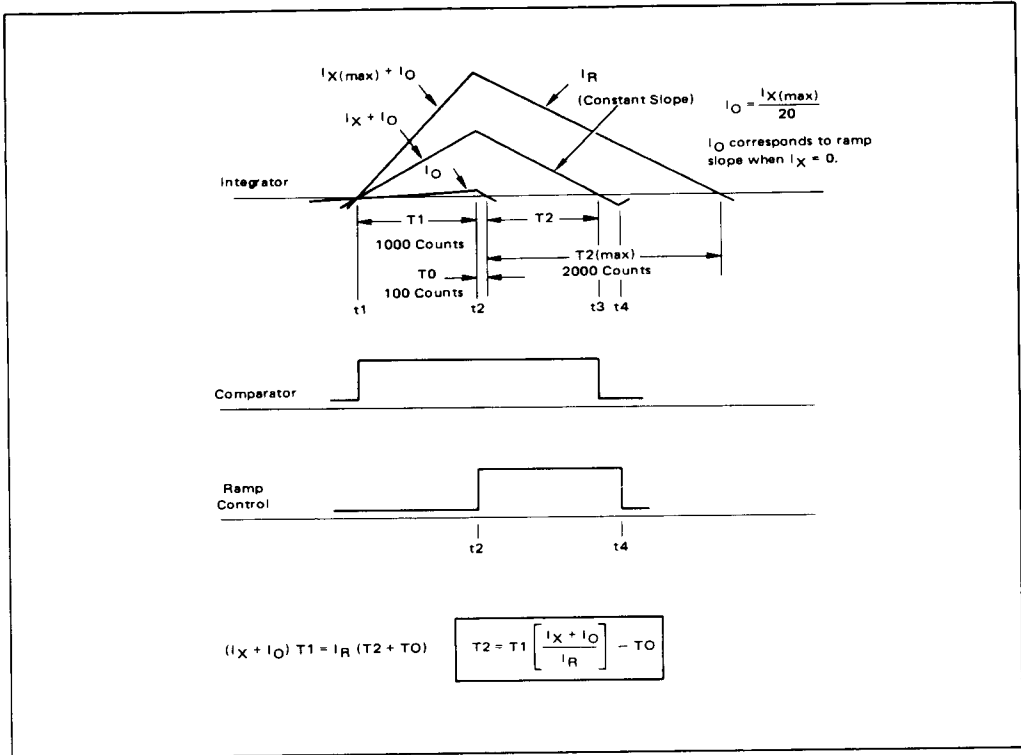 IX(max) + IO
IR
(Constant Slope)
IO = IX(max)/20
IX + IO
IO corresponds to ramp
slope when IX = 0.
IO
Integrator
T1
T2
1000 Counts
T2(max)
2000 Counts
TO
100 Counts
t1
t2
t3
t4
Comparator
Ramp
Control
t2
t4
(IX + IO) T1 = IR (T2 + TO)
T2 = T1 [IX + IO / IR] − TO